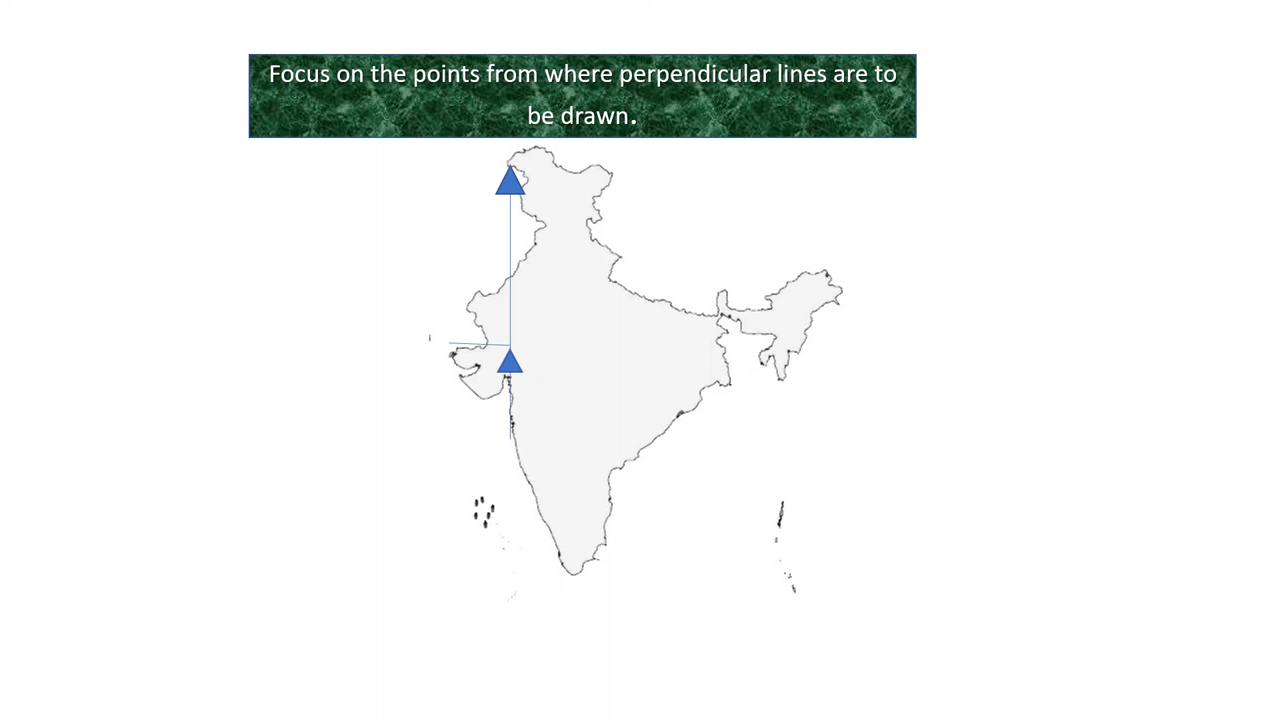 Focus on the points from where perpendicular lines are to
be drawn.